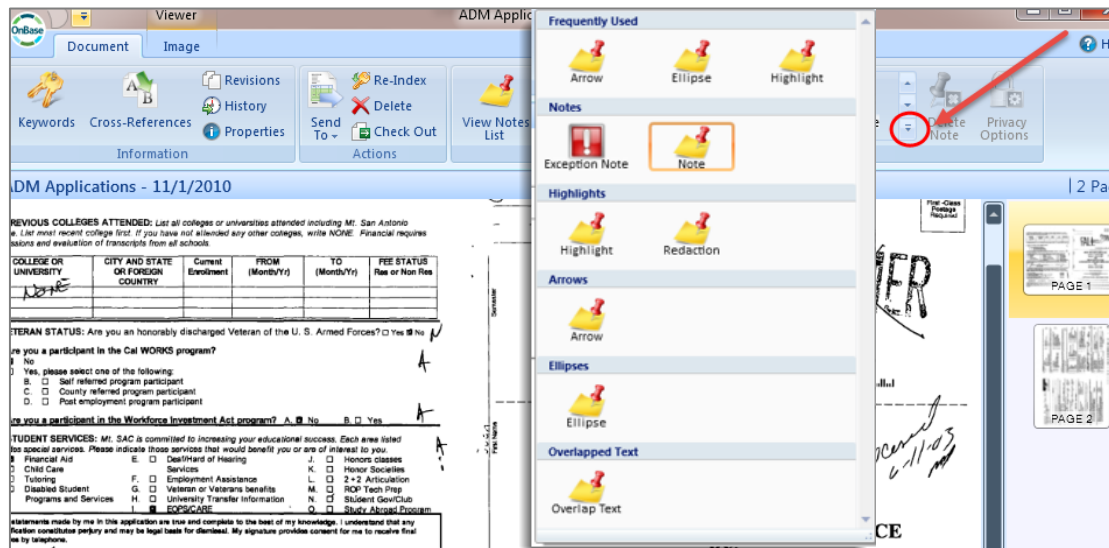 OnBase
Viewer
ADM Applic
Document
Image
Keywords
Cross-References
Revisions
History
Properties
Information
Send
To
Re-Index
Delete
Check Out
Actions
View Notes
List
Delete
Note
Privacy
Options
Frequently Used
Arrow
Ellipse
Highlight
Notes
Exception Note
Note
Highlights
Highlight
Redaction
Arrows
Arrow
Ellipses
Ellipse
Overlapped Text
Overlap Text
ADM Applications - 11/1/2010
2 Pa
REVIOUS COLLEGES ATTENDED: List all colleges or universities attended including Mt. San Antonio
e. List most recent college first. If you have not attended any other colleges, write NONE. Financial requires
ssions and evaluation of transcripts from all schools.
COLLEGE OR
UNIVERSITY
CITY AND STATE
OR FOREIGN
COUNTRY
Current
Enrollment
FROM
(Month/Yr)
TO
(Month/Yr)
FEE STATUS
Res or Non Res
NONE
ETERAN STATUS: Are you an honorably discharged Veteran of the U. S. Armed Forces? Yes No N
re you a participant in the Cal WORKS program? A
No
Yes, please select one of the following:
B. Self referred program participant
C. County referred program participant
D. Post employment program participant
re you a participant in the Workforce Investment Act program? A. No B. Yes A
TUDENT SERVICES: Mt. SAC is committed to increasing your educational success. Each area listed
les special services. Please indicate those services that would benefit you or are of interest to you.
Financial Aid
Child Care
Tutoring
Disabled Student
Programs and Services
E. Deaf/Hard of Hearing
Services
F. Employment Assistance
G. Veteran or Veterans benefits
H. University Transfer Information
I. EOPS/CARE
J. Honors classes
K. Honor Societies
L. 2+2 Articulation
M. ROP Tech Prep
N. Student Gov/Club
O. Study Abroad Program
statements made by me in this application are true and complete to the best of my knowledge. I understand that any
fication constitutes perjury and may be legal basis for dismissal. My signature provides consent for me to receive final
es by telephone.
Semester
First Name
First -Class
Postage
Required
6-11-03
CE
PAGE 1
PAGE 2